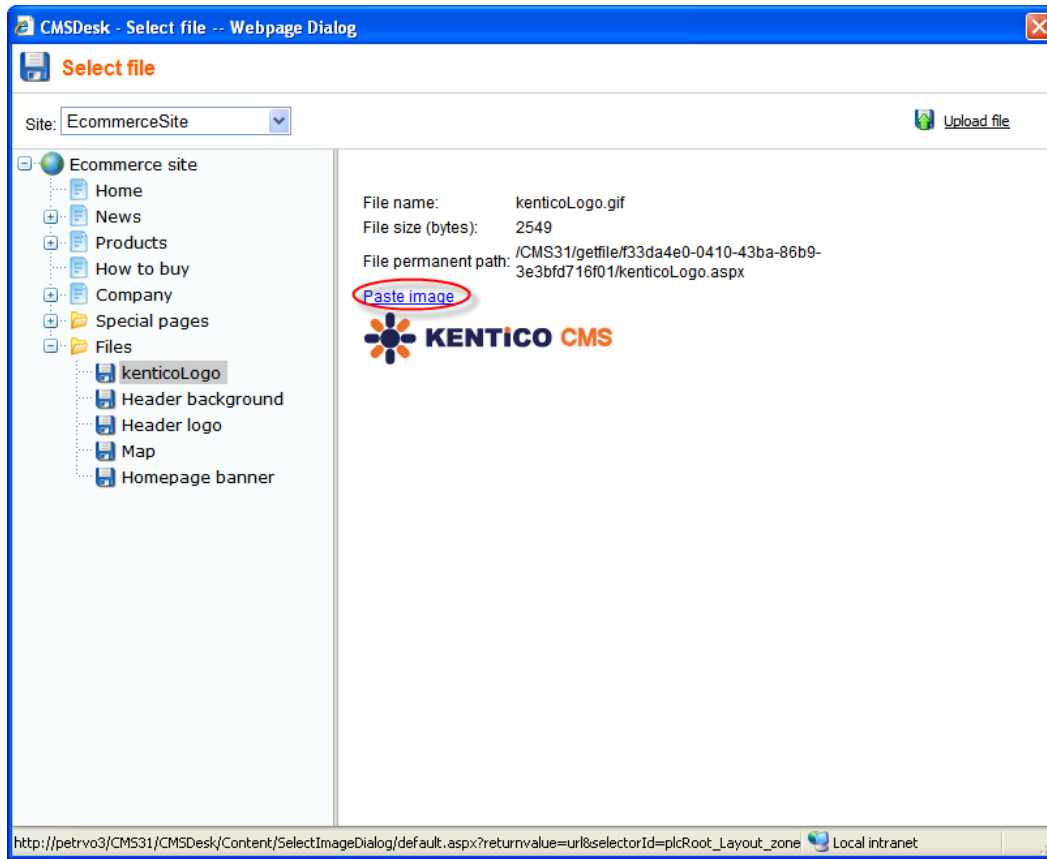 CMSDesk - Select file -- Webpage Dialog
Select file
Site: EcommerceSite
Upload file
Ecommerce site
Home
News
Products
How to buy
Company
Special pages
Files
kenticoLogo
Header background
Header logo
Map
Homepage banner
File name: kenticoLogo.gif
File size (bytes): 2549
File permanent path: /CMS31/getfile/f33da4e0-0410-43ba-86b9-
3e3bfd716f01/kenticoLogo.aspx
Paste image
KENTiCO CMS
http://petrvo3/CMS31/CMSDesk/Content/SelectImageDialog/default.aspx?returnvalue=url&selectorId=plcRoot_Layout_zone Local intranet